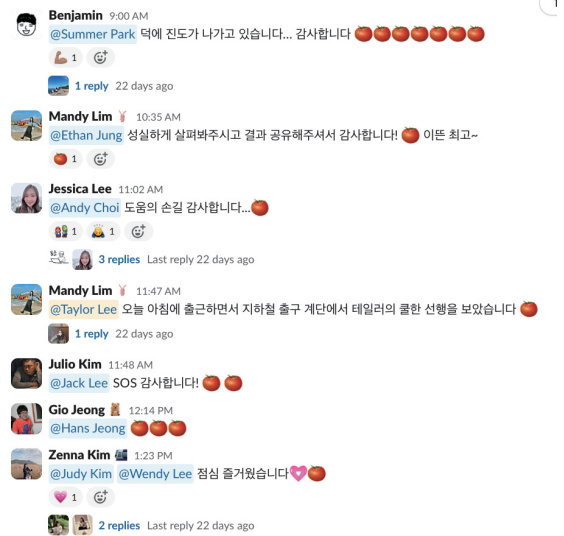 Benjamin 9:00 AM
@Summer Park 덕에 진도가 나가고 있습니다... 감사합니다 🍅🍅🍅🍅🍅🍅🍅
1
1 reply 22 days ago
Mandy Lim 10:35 AM
@Ethan Jung 성실하게 살펴봐주시고 결과 공유해주셔서 감사합니다! 🍅 이뜬 최고~
1
Jessica Lee 11:02 AM
@Andy Choi 도움의 손길 감사합니다...🍅
1 1
3 replies Last reply 22 days ago
Mandy Lim 11:47 AM
@Taylor Lee 오늘 아침에 출근하면서 지하철 출구 계단에서 테일러의 쿨한 선행을 보았습니다 🍅
1 reply 22 days ago
Julio Kim 11:48 AM
@Jack Lee SOS 감사합니다! 🍅 🍅
Gio Jeong 12:14 PM
@Hans Jeong 🍅🍅🍅
Zenna Kim 1:23 PM
@Judy Kim @Wendy Lee 점심 즐거웠습니다💟🍅
1
2 replies Last reply 22 days ago